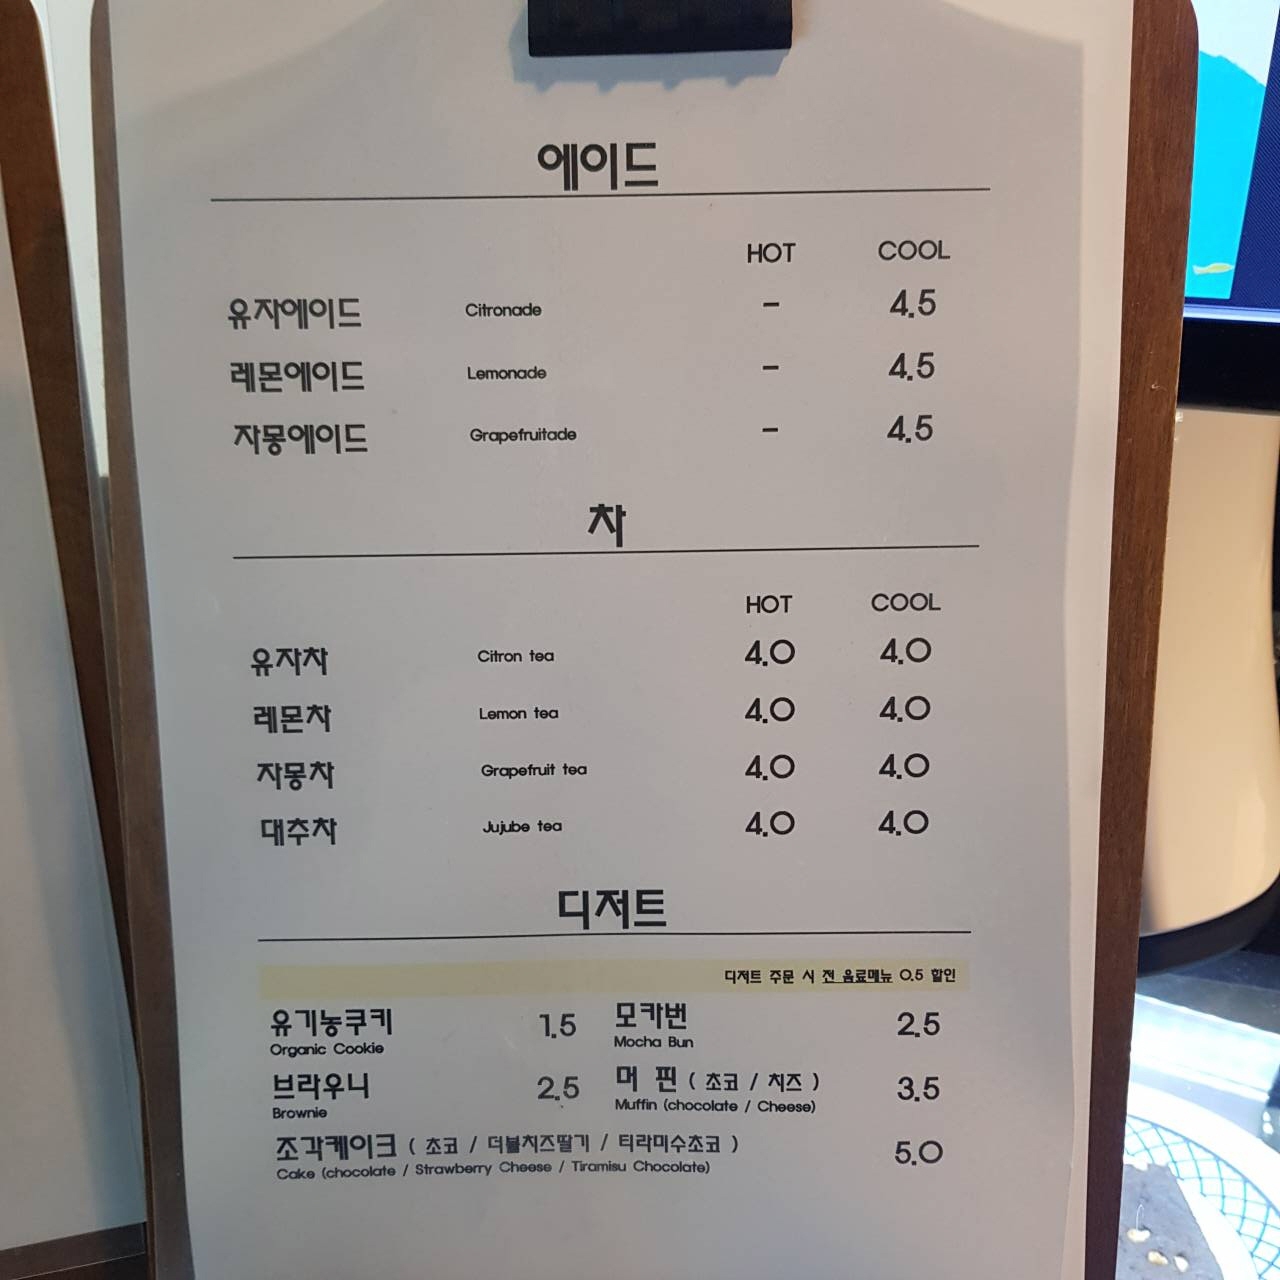 에이드
HOT COOL
유자에이드 Citronade - 4.5
레몬에이드 Lemonade - 4.5
자몽에이드 Grapefruitade - 4.5
차
HOT COOL
유자차 Citron tea 4.0 4.0
레몬차 Lemon tea 4.0 4.0
자몽차 Grapefruit tea 4.0 4.0
대추차 Jujube tea 4.0 4.0
디저트
디저트 주문 시 전 음료메뉴 0.5 할인
유기농쿠키 1.5 모카번 2.5
Organic Cookie Mocha Bun
브라우니 2.5 머 핀 ( 초코 / 치즈 ) 3.5
Brownie Muffin (chocolate / Cheese)
조각케이크 ( 초코 / 더블치즈딸기 / 티라미수초코 ) 5.0
Cake (chocolate / Strawberry Cheese / Tiramisu Chocolate)